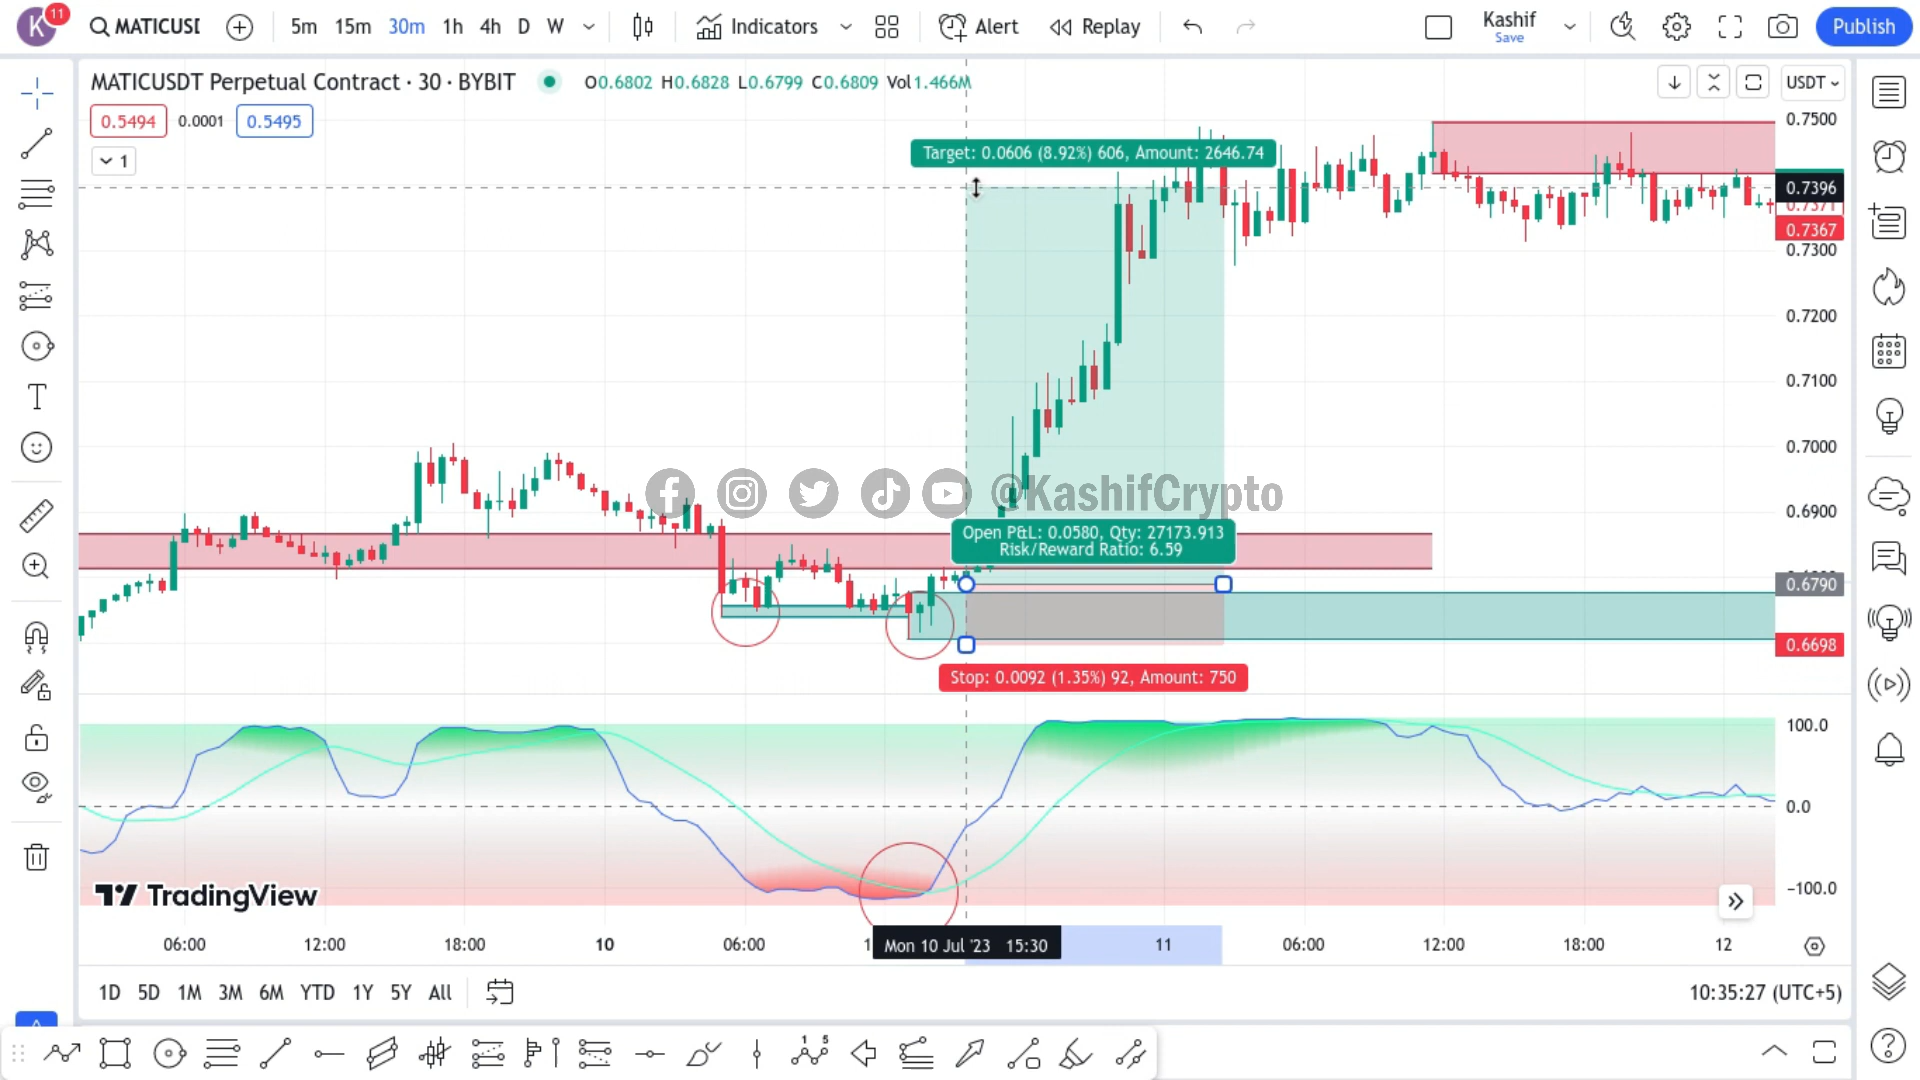 K 11 MATICUSI 5m 15m 30m 1h 4h D W Indicators Alert Replay Kashif Save Publish
MATICUSDT Perpetual Contract · 30 · BYBIT O0.6802 H0.6828 L0.6799 C0.6809 Vol1.466M USDT
0.5494 0.0001 0.5495
1
0.7500
Target: 0.0606 (8.92%) 606, Amount: 2646.74
0.7396
0.7371
0.7367
0.7300
0.7200
0.7100
0.7000
@KashifCrypto
0.6900
Open P&L: 0.0580, Qty: 27173.913
Risk/Reward Ratio: 6.59
0.6790
0.6698
Stop: 0.0092 (1.35%) 92, Amount: 750
100.0
0.0
TradingView
-100.0
06:00 12:00 18:00 10 06:00 Mon 10 Jul '23 15:30 11 06:00 12:00 18:00 12
1D 5D 1M 3M 6M YTD 1Y 5Y All 10:35:27 (UTC+5)
1 5